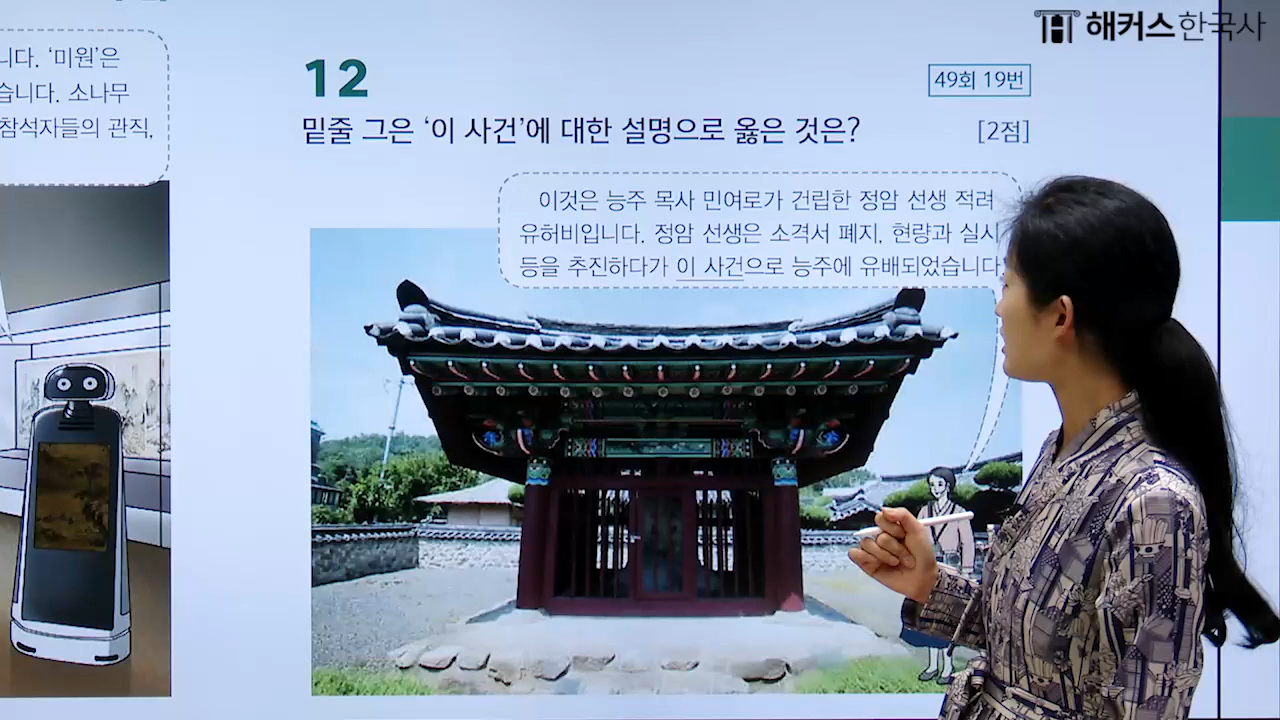 해커스한국사
니다. ‘미원’은
습니다. 소나무
참석자들의 관직,
12
49회 19번
밑줄 그은 ‘이 사건’에 대한 설명으로 옳은 것은?
[2점]
이것은 능주 목사 민여로가 건립한 정암 선생 적려
유허비입니다. 정암 선생은 소격서 폐지, 현량과 실시
등을 추진하다가 이 사건으로 능주에 유배되었습니다